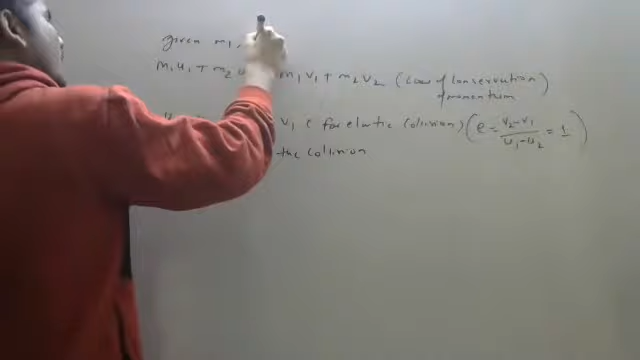 given m1,
m1u1 + m2u m1v1 + m2v2 (law of conservation
of momentum)
v1 (for elastic collision) (e = v2-v1/u1-u2 = 1)
the collision